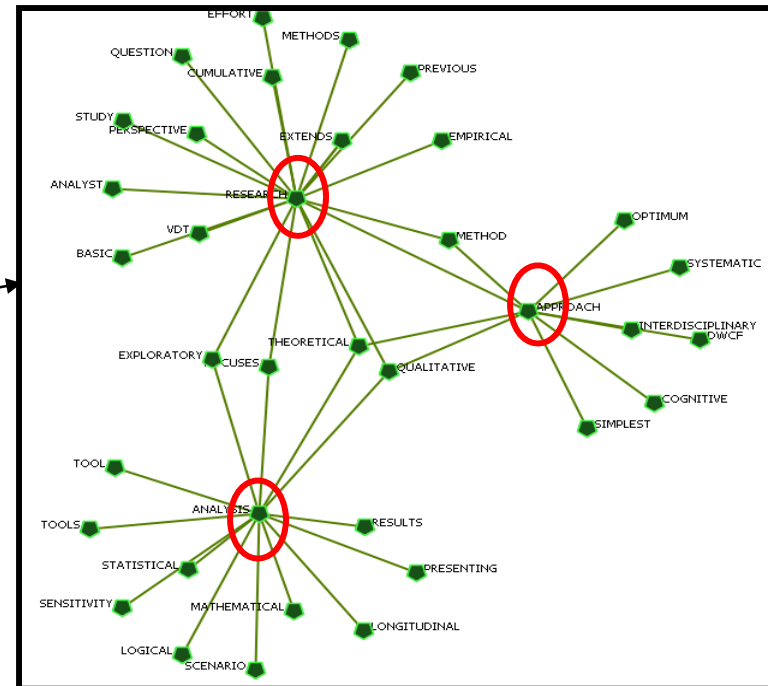 EFFORT
METHODS
QUESTION
CUMULATIVE
PREVIOUS
STUDY
PERSPECTIVE
EXTENDS
EMPIRICAL
ANALYST
RESEARCH
VDT
METHOD
BASIC
OPTIMUM
SYSTEMATIC
APPROACH
INTERDISCIPLINARY
DWCF
THEORETICAL
EXPLORATORY
QUALITATIVE
COGNITIVE
SIMPLEST
TOOL
ANALYSIS
TOOLS
RESULTS
STATISTICAL
PRESENTING
SENSITIVITY
MATHEMATICAL
LONGITUDINAL
LOGICAL
SCENARIO